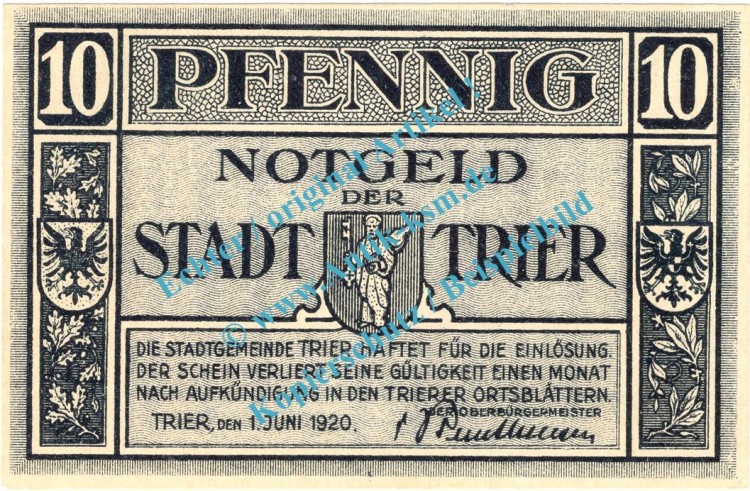 10 PFENNIG 10
NOTGELD
DER
STADT TRIER
DIE STADTGEMEINDE TRIER HAFTET FÜR DIE EINLÖSUNG.
DER SCHEIN VERLIERT SEINE GÜLTIGKEIT EINEN MONAT
NACH AUFKÜNDIGUNG IN DEN TRIERER ORTSBLÄTTERN.
DER OBERBÜRGERMEISTER
TRIER, DEN 1. JUNI 1920.
Echter / original Artikel !
© www.Antik-ksm.de
Kopierschutz / Beispielbild